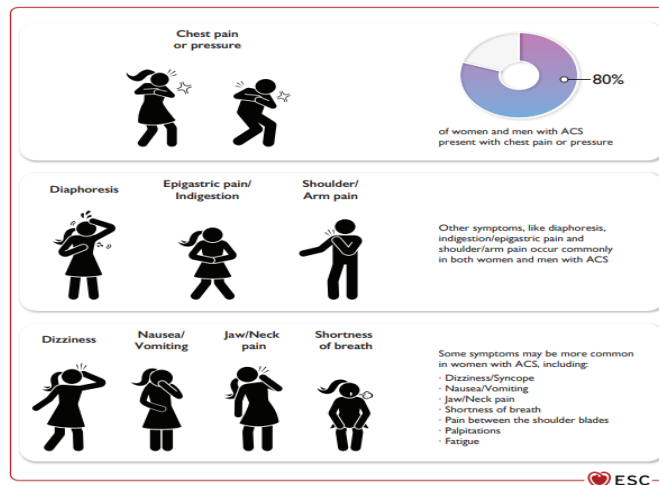 Chest pain
or pressure
80%
of women and men with ACS
present with chest pain or pressure
Diaphoresis
Epigastric pain/
Indigestion
Shoulder/
Arm pain
Other symptoms, like diaphoresis,
indigestion/epigastric pain and
shoulder/arm pain occur commonly
in both women and men with ACS
Dizziness
Nausea/
Vomiting
Jaw/Neck
pain
Shortness
of breath
Some symptoms may be more common
in women with ACS, including:
· Dizziness/Syncope
· Nausea/Vomiting
· Jaw/Neck pain
· Shortness of breath
· Pain between the shoulder blades
· Palpitations
· Fatigue
ESC